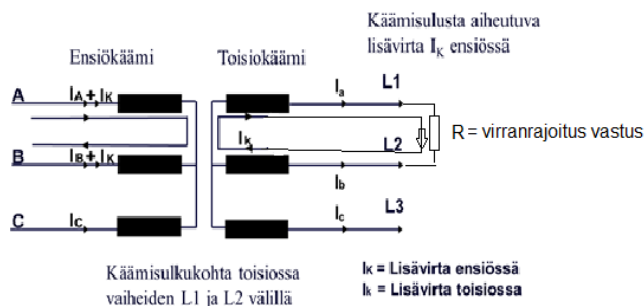 Käämisulusta aiheutuva
lisävirta IK ensiössä
Ensiökäämi
Toisiokäämi
A
IA + IK
Ia
L1
R = virranrajoitus vastus
Ik
L2
B
IB + IK
Ib
C
Ic
Ic
L3
Käämisulkukohta toisiossa
vaiheiden L1 ja L2 välillä
IK = Lisävirta ensiössä
Ik = Lisävirta toisiossa